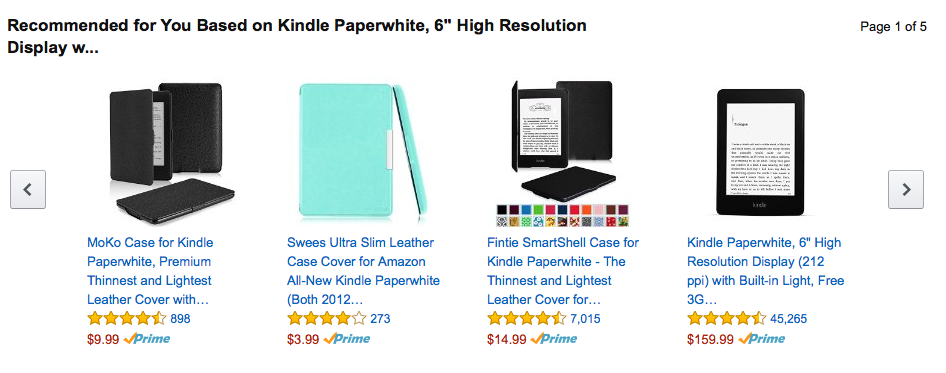 Recommended for You Based on Kindle Paperwhite, 6" High Resolution
Display w...
Page 1 of 5
MoKo Case for Kindle
Paperwhite, Premium
Thinnest and Lightest
Leather Cover with…
898
$9.99 Prime
Swees Ultra Slim Leather
Case Cover for Amazon
All-New Kindle Paperwhite
(Both 2012…
273
$3.99 Prime
Fintie SmartShell Case for
Kindle Paperwhite - The
Thinnest and Lightest
Leather Cover for…
7,015
$14.99 Prime
kindle
Kindle Paperwhite, 6" High
Resolution Display (212
ppi) with Built-in Light, Free
3G…
45,265
$159.99 Prime